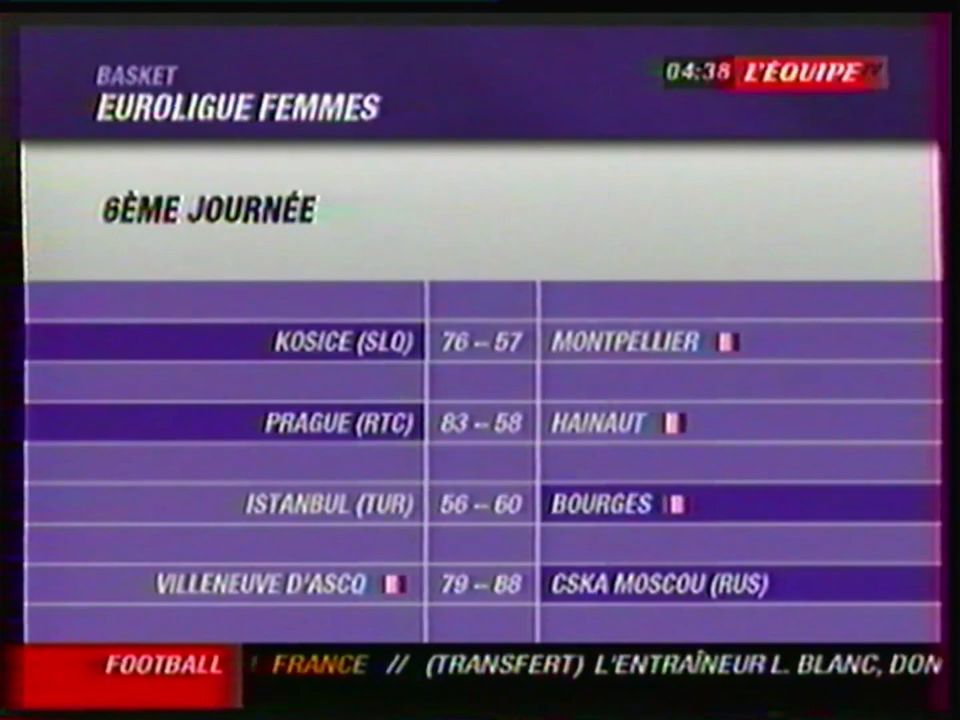 BASKET
04:38 L'ÉQUIPE TV
EUROLIGUE FEMMES
6ÈME JOURNÉE
KOSICE (SLQ) 76 -- 57 MONTPELLIER
PRAGUE (RTC) 83 -- 58 HAINAUT
ISTANBUL (TUR) 56 -- 60 BOURGES
VILLENEUVE D'ASCQ 79 -- 88 CSKA MOSCOU (RUS)
FOOTBALL ! FRANCE // (TRANSFERT) L'ENTRAÎNEUR L. BLANC, DON